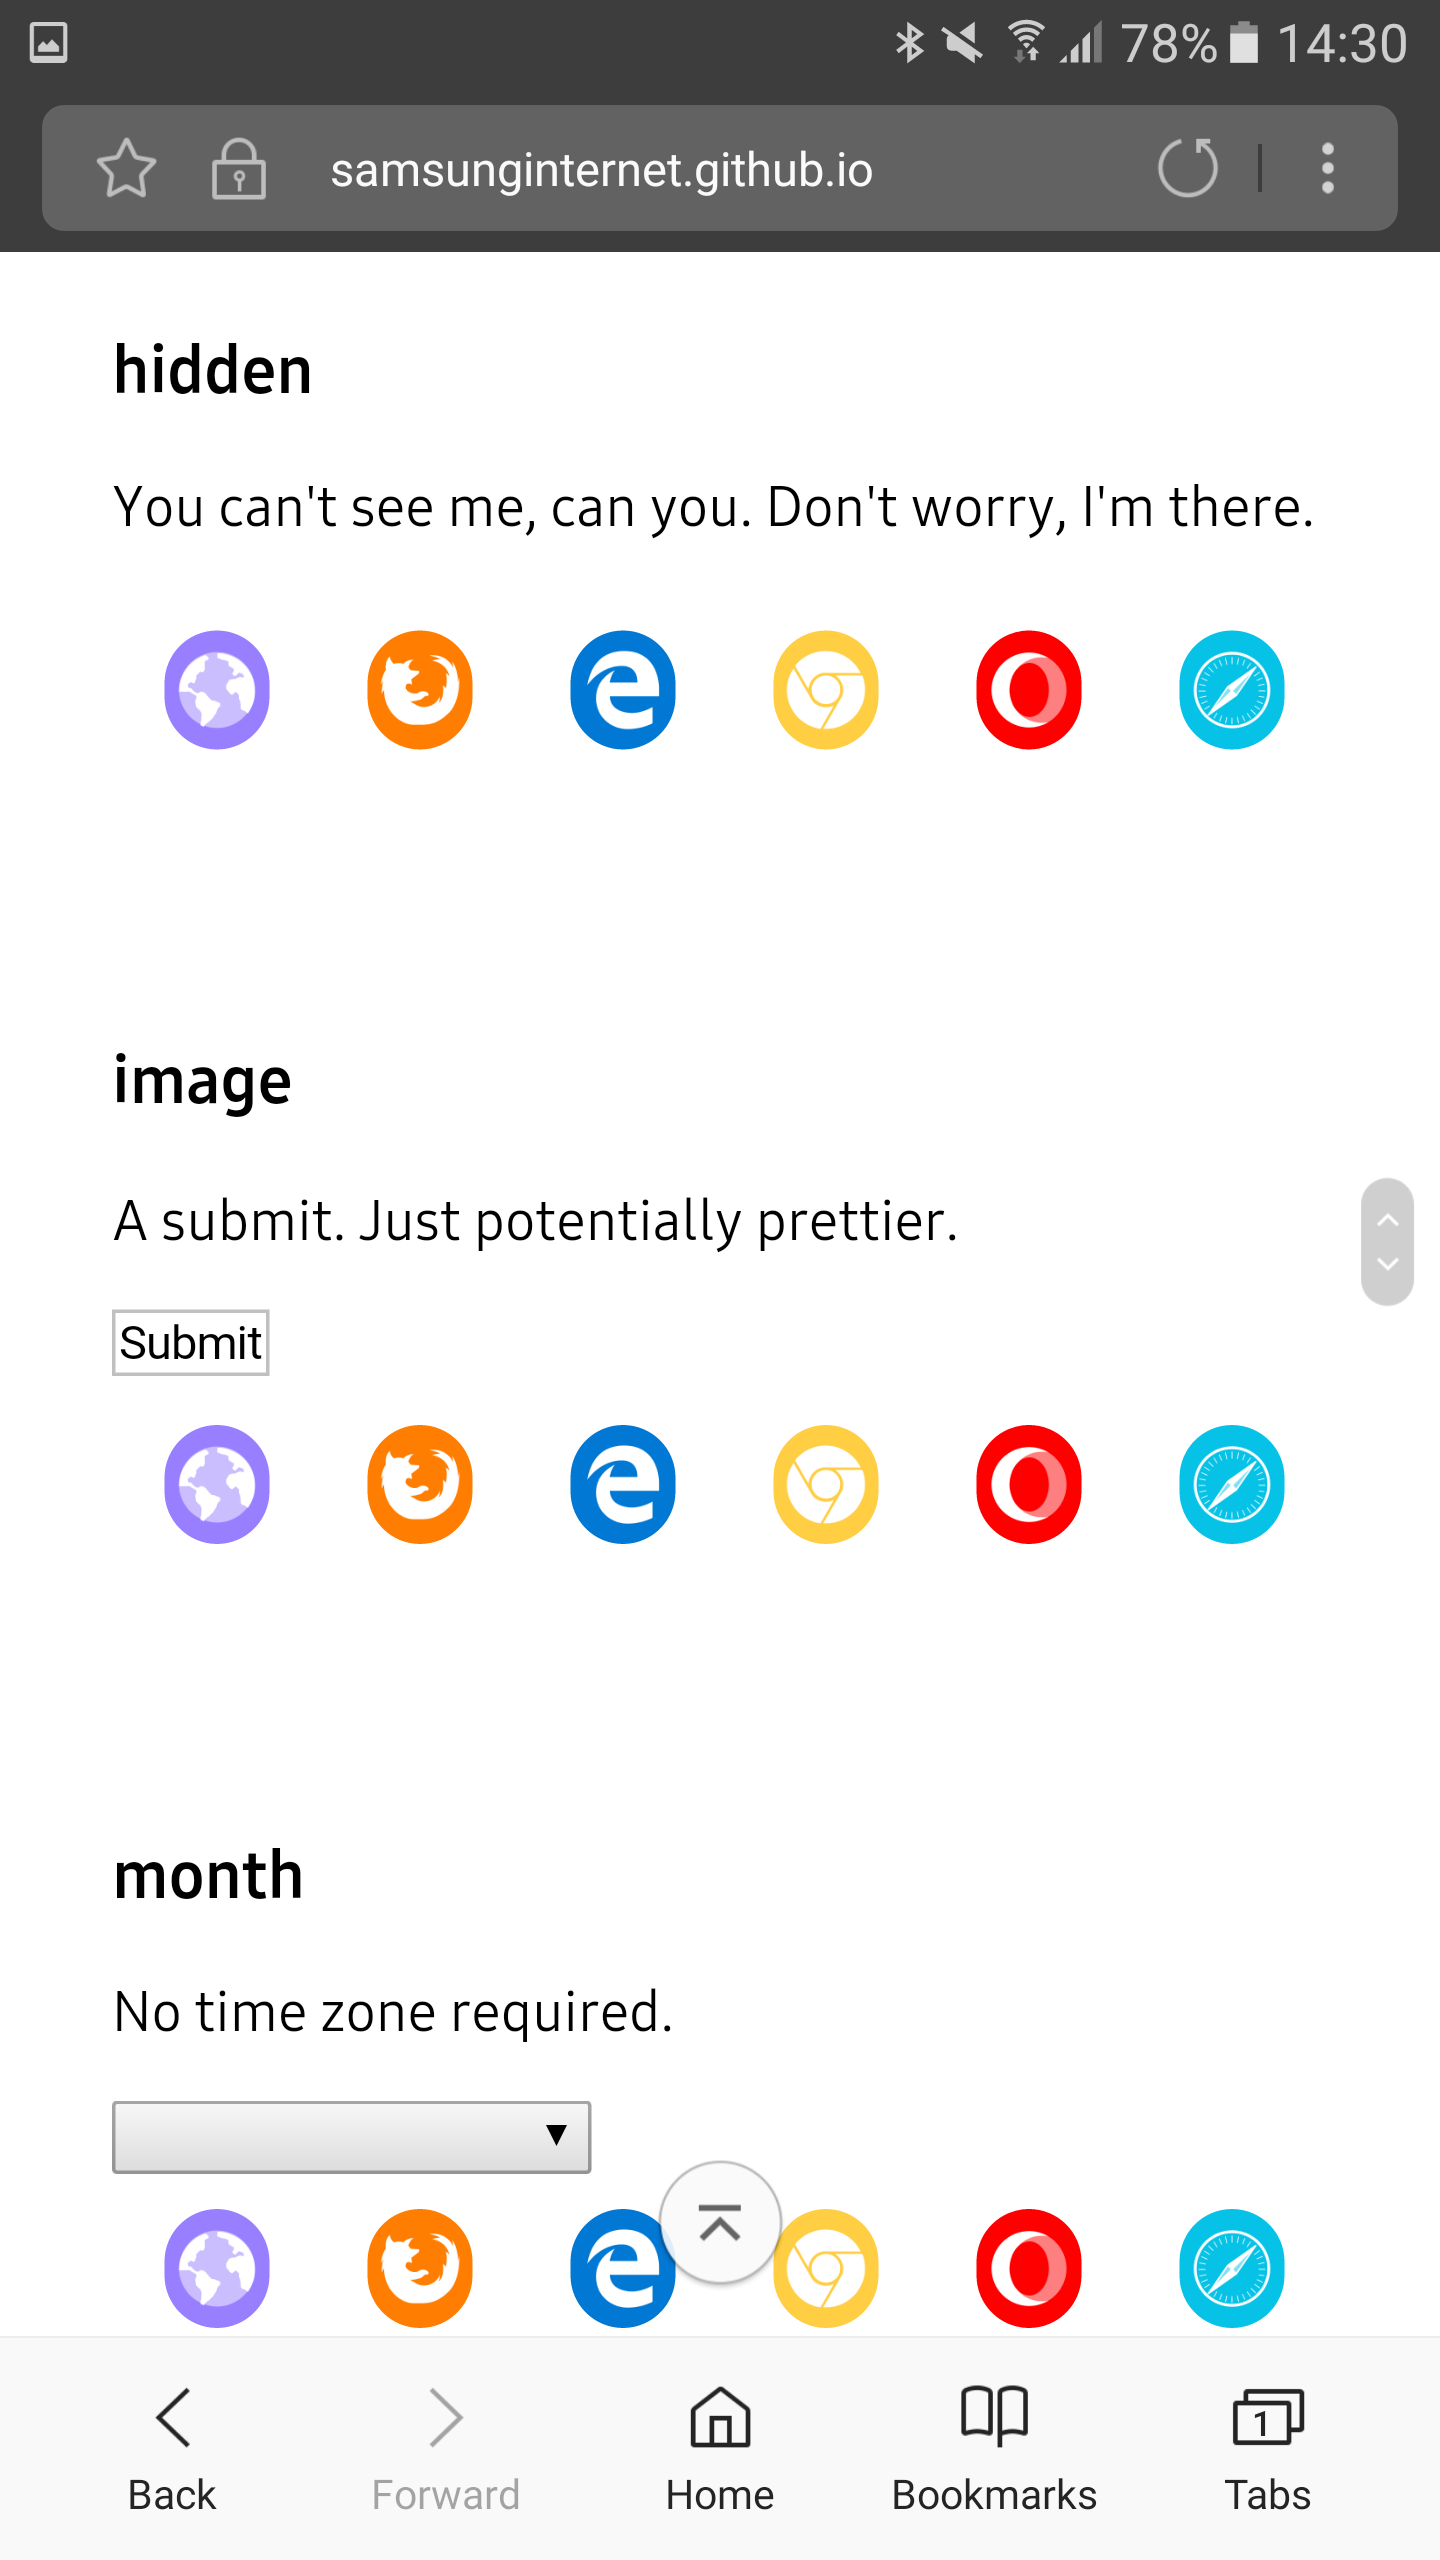 78% 14:30
samsunginternet.github.io
hidden
You can't see me, can you. Don't worry, I'm there.
image
A submit. Just potentially prettier.
Submit
month
No time zone required.
1
Back Forward Home Bookmarks Tabs